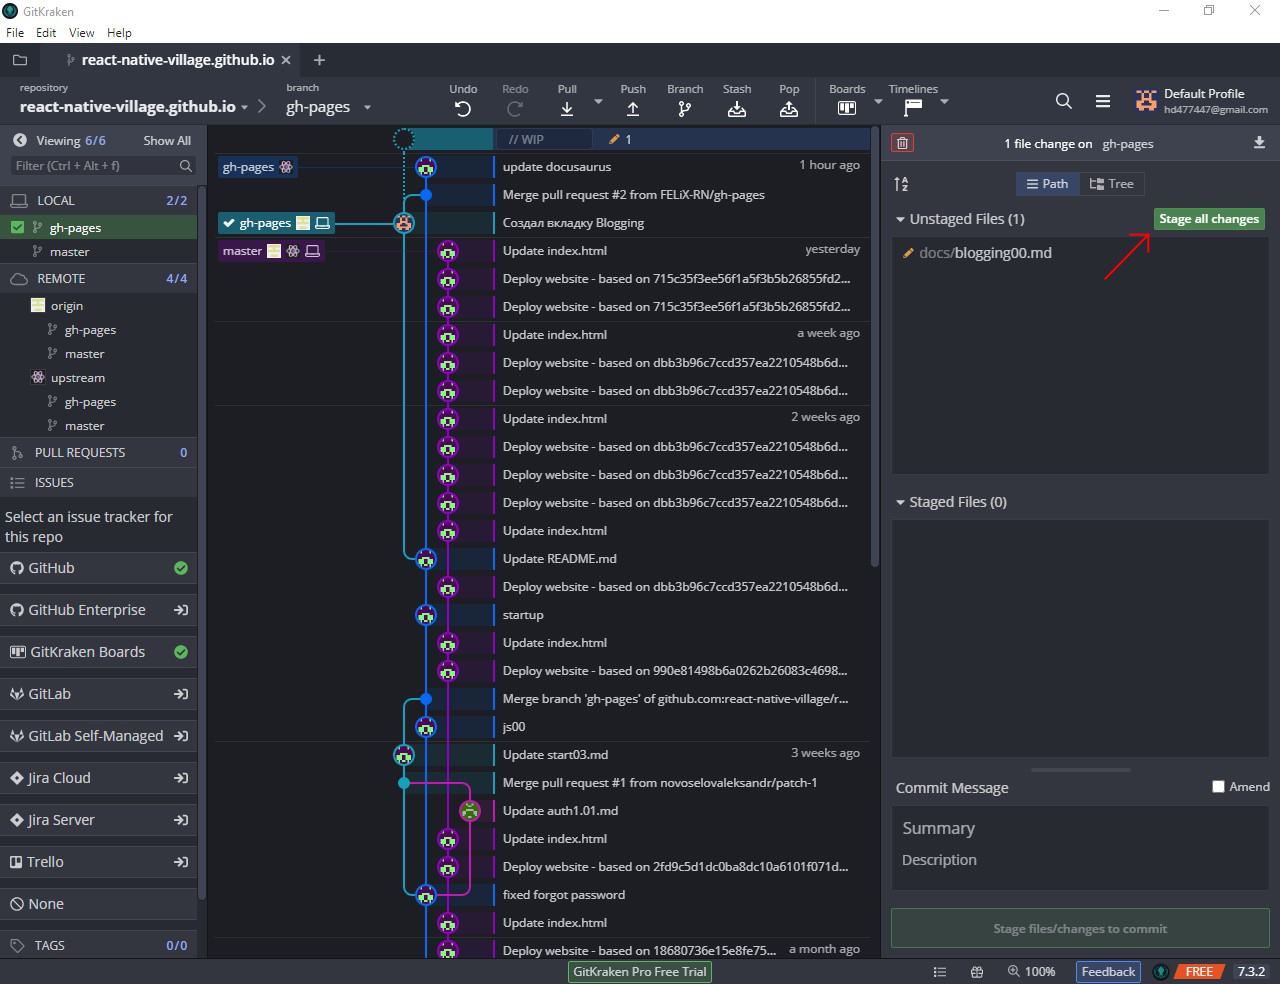 GitKraken
File Edit View Help
react-native-village.github.io
repository
react-native-village.github.io
branch
gh-pages
Undo
Redo
Pull
Push
Branch
Stash
Pop
Boards
Timelines
Default Profile
hd477447@gmail.com
Viewing 6/6 Show All
Filter (Ctrl + Alt + f)
LOCAL 2/2
gh-pages
master
REMOTE 4/4
origin
gh-pages
master
upstream
gh-pages
master
PULL REQUESTS 0
ISSUES
Select an issue tracker for
this repo
GitHub
GitHub Enterprise
GitKraken Boards
GitLab
GitLab Self-Managed
Jira Cloud
Jira Server
Trello
None
TAGS 0/0
// WIP 1
gh-pages update docusaurus 1 hour ago
Merge pull request #2 from FELiX-RN/gh-pages
gh-pages Создал вкладку Blogging
master Update index.html yesterday
Deploy website - based on 715c35f3ee56f1a5f3b5b26855fd2...
Deploy website - based on 715c35f3ee56f1a5f3b5b26855fd2...
Update index.html a week ago
Deploy website - based on dbb3b96c7ccd357ea2210548b6d...
Deploy website - based on dbb3b96c7ccd357ea2210548b6d...
Update index.html 2 weeks ago
Deploy website - based on dbb3b96c7ccd357ea2210548b6d...
Deploy website - based on dbb3b96c7ccd357ea2210548b6d...
Deploy website - based on dbb3b96c7ccd357ea2210548b6d...
Update index.html
Update README.md
Deploy website - based on dbb3b96c7ccd357ea2210548b6d...
startup
Update index.html
Deploy website - based on 990e81498b6a0262b26083c4698...
Merge branch 'gh-pages' of github.com:react-native-village/r...
js00
Update start03.md 3 weeks ago
Merge pull request #1 from novoselovaleksandr/patch-1
Update auth1.01.md
Update index.html
Deploy website - based on 2fd9c5d1dc0ba8dc10a6101f071d...
fixed forgot password
Update index.html
Deploy website - based on 18680736e15e8fe75... a month ago
1 file change on gh-pages
Path Tree
Unstaged Files (1) Stage all changes
docs/blogging00.md
Staged Files (0)
Commit Message Amend
Summary
Description
Stage files/changes to commit
GitKraken Pro Free Trial
100%
Feedback
FREE
7.3.2